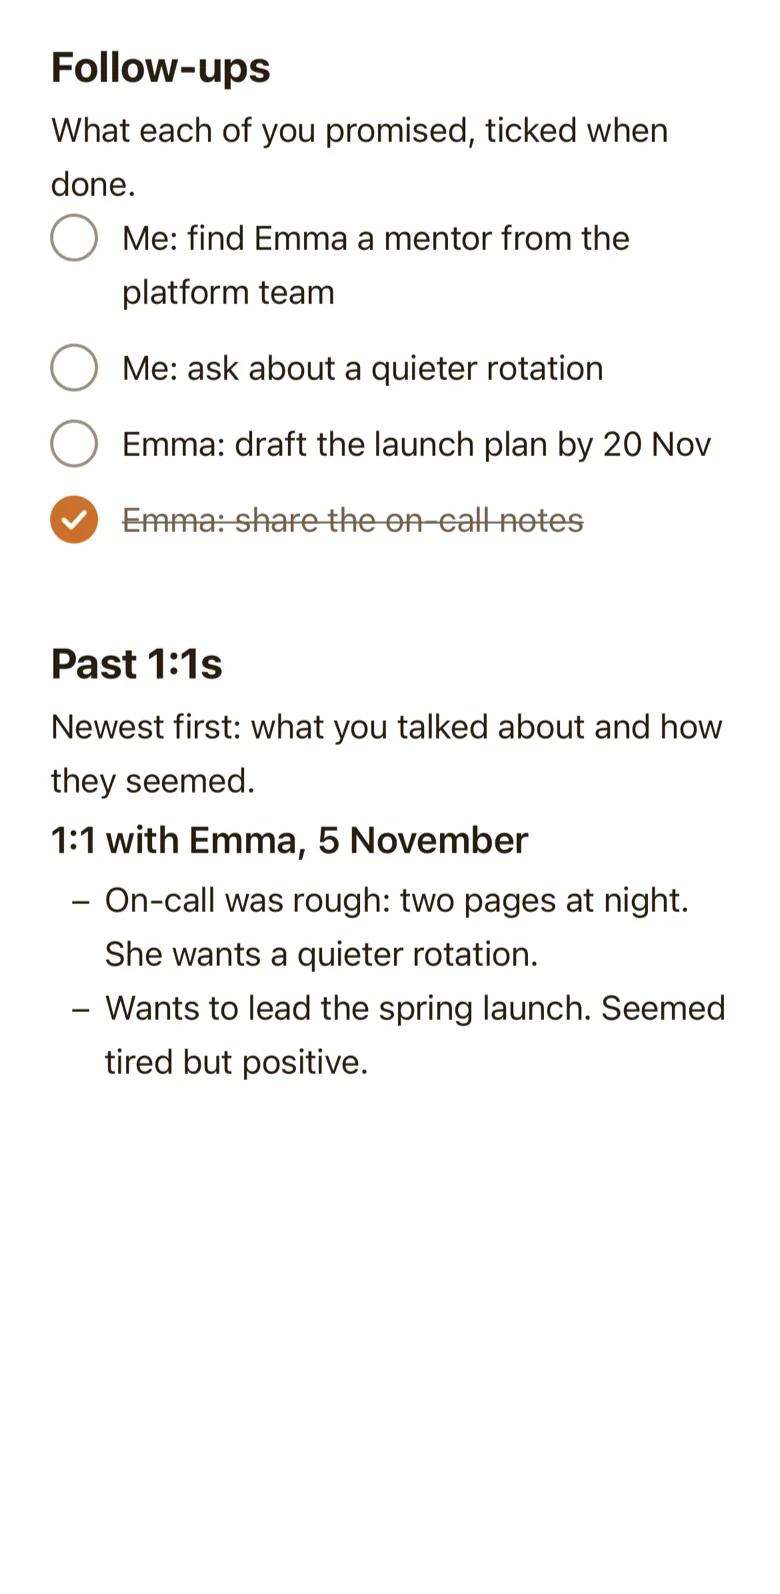 Follow-ups
What each of you promised, ticked when
done.
Me: find Emma a mentor from the
platform team
Me: ask about a quieter rotation
Emma: draft the launch plan by 20 Nov
Emma: share the on-call notes
Past 1:1s
Newest first: what you talked about and how
they seemed.
1:1 with Emma, 5 November
– On-call was rough: two pages at night.
She wants a quieter rotation.
– Wants to lead the spring launch. Seemed
tired but positive.